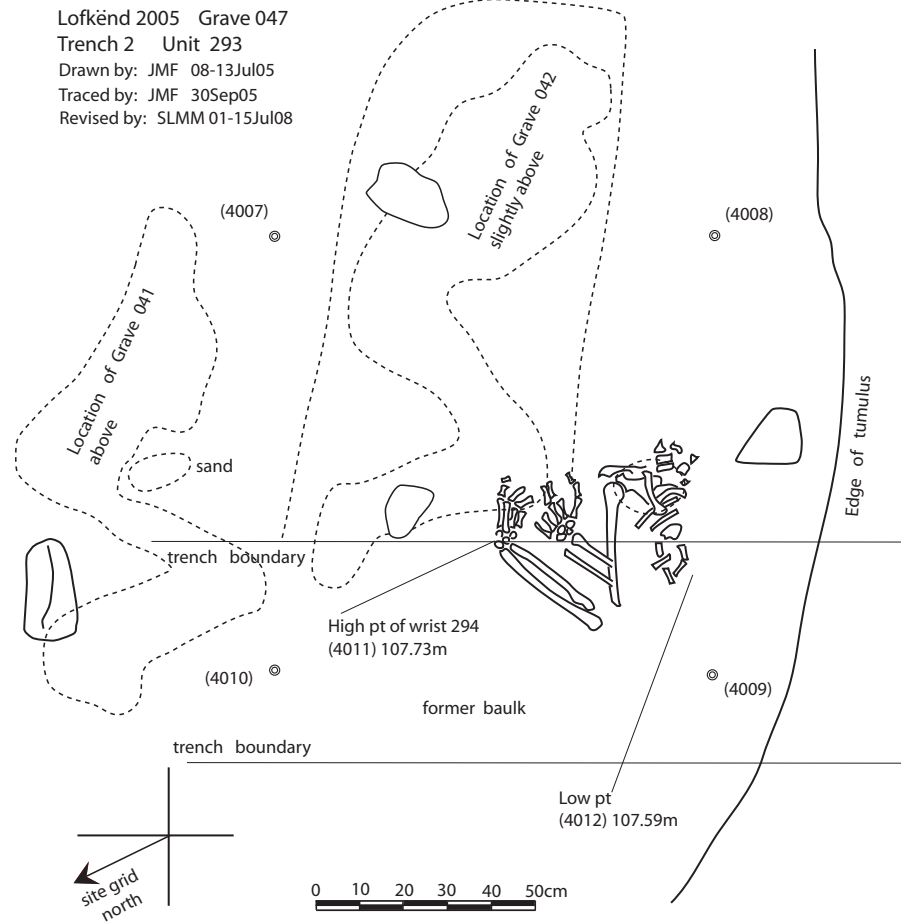 Lofkënd 2005 Grave 047
Trench 2 Unit 293
Drawn by: JMF 08-13Jul05
Traced by: JMF 30Sep05
Revised by: SLMM 01-15Jul08
Location of Grave 042
slightly above
(4007)
(4008)
Location of Grave 041
above
sand
Edge of tumulus
trench boundary
High pt of wrist 294
(4011) 107.73m
(4010)
(4009)
former baulk
trench boundary
Low pt
(4012) 107.59m
site grid
north
0 10 20 30 40 50cm